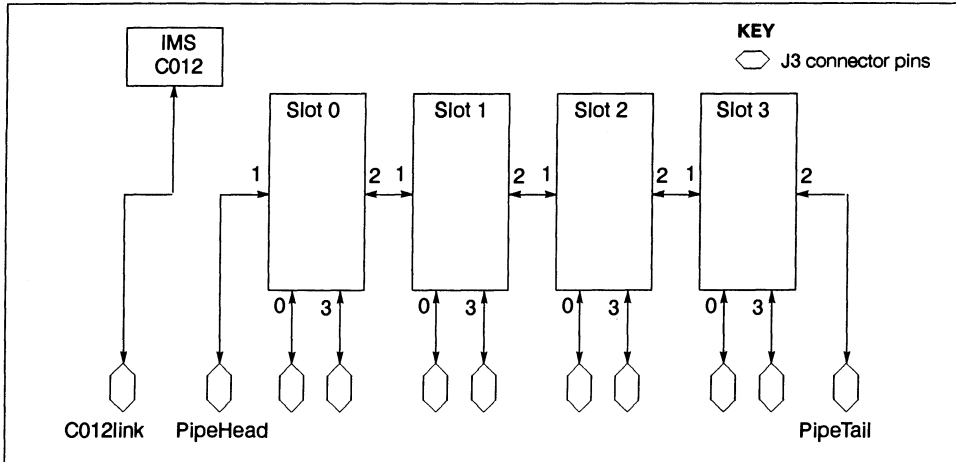 IMS
C012
KEY
J3 connector pins
Slot 0
Slot 1
Slot 2
Slot 3
1
2
1
2
1
2
1
2
0
3
0
3
0
3
0
3
C012link
PipeHead
PipeTail